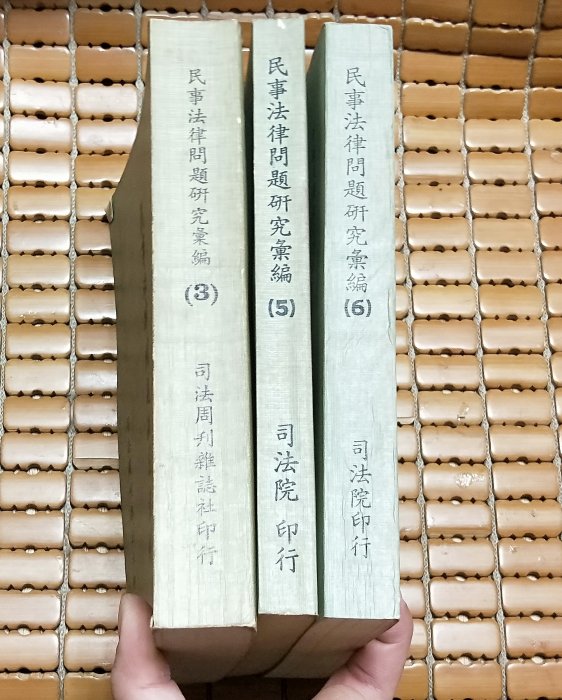 民事法律問題研究彙編
(3)
司法周刊雜誌社印行
民事法律問題研究彙編
(5)
司法院印行
民事法律問題研究彙編
(6)
司法院印行